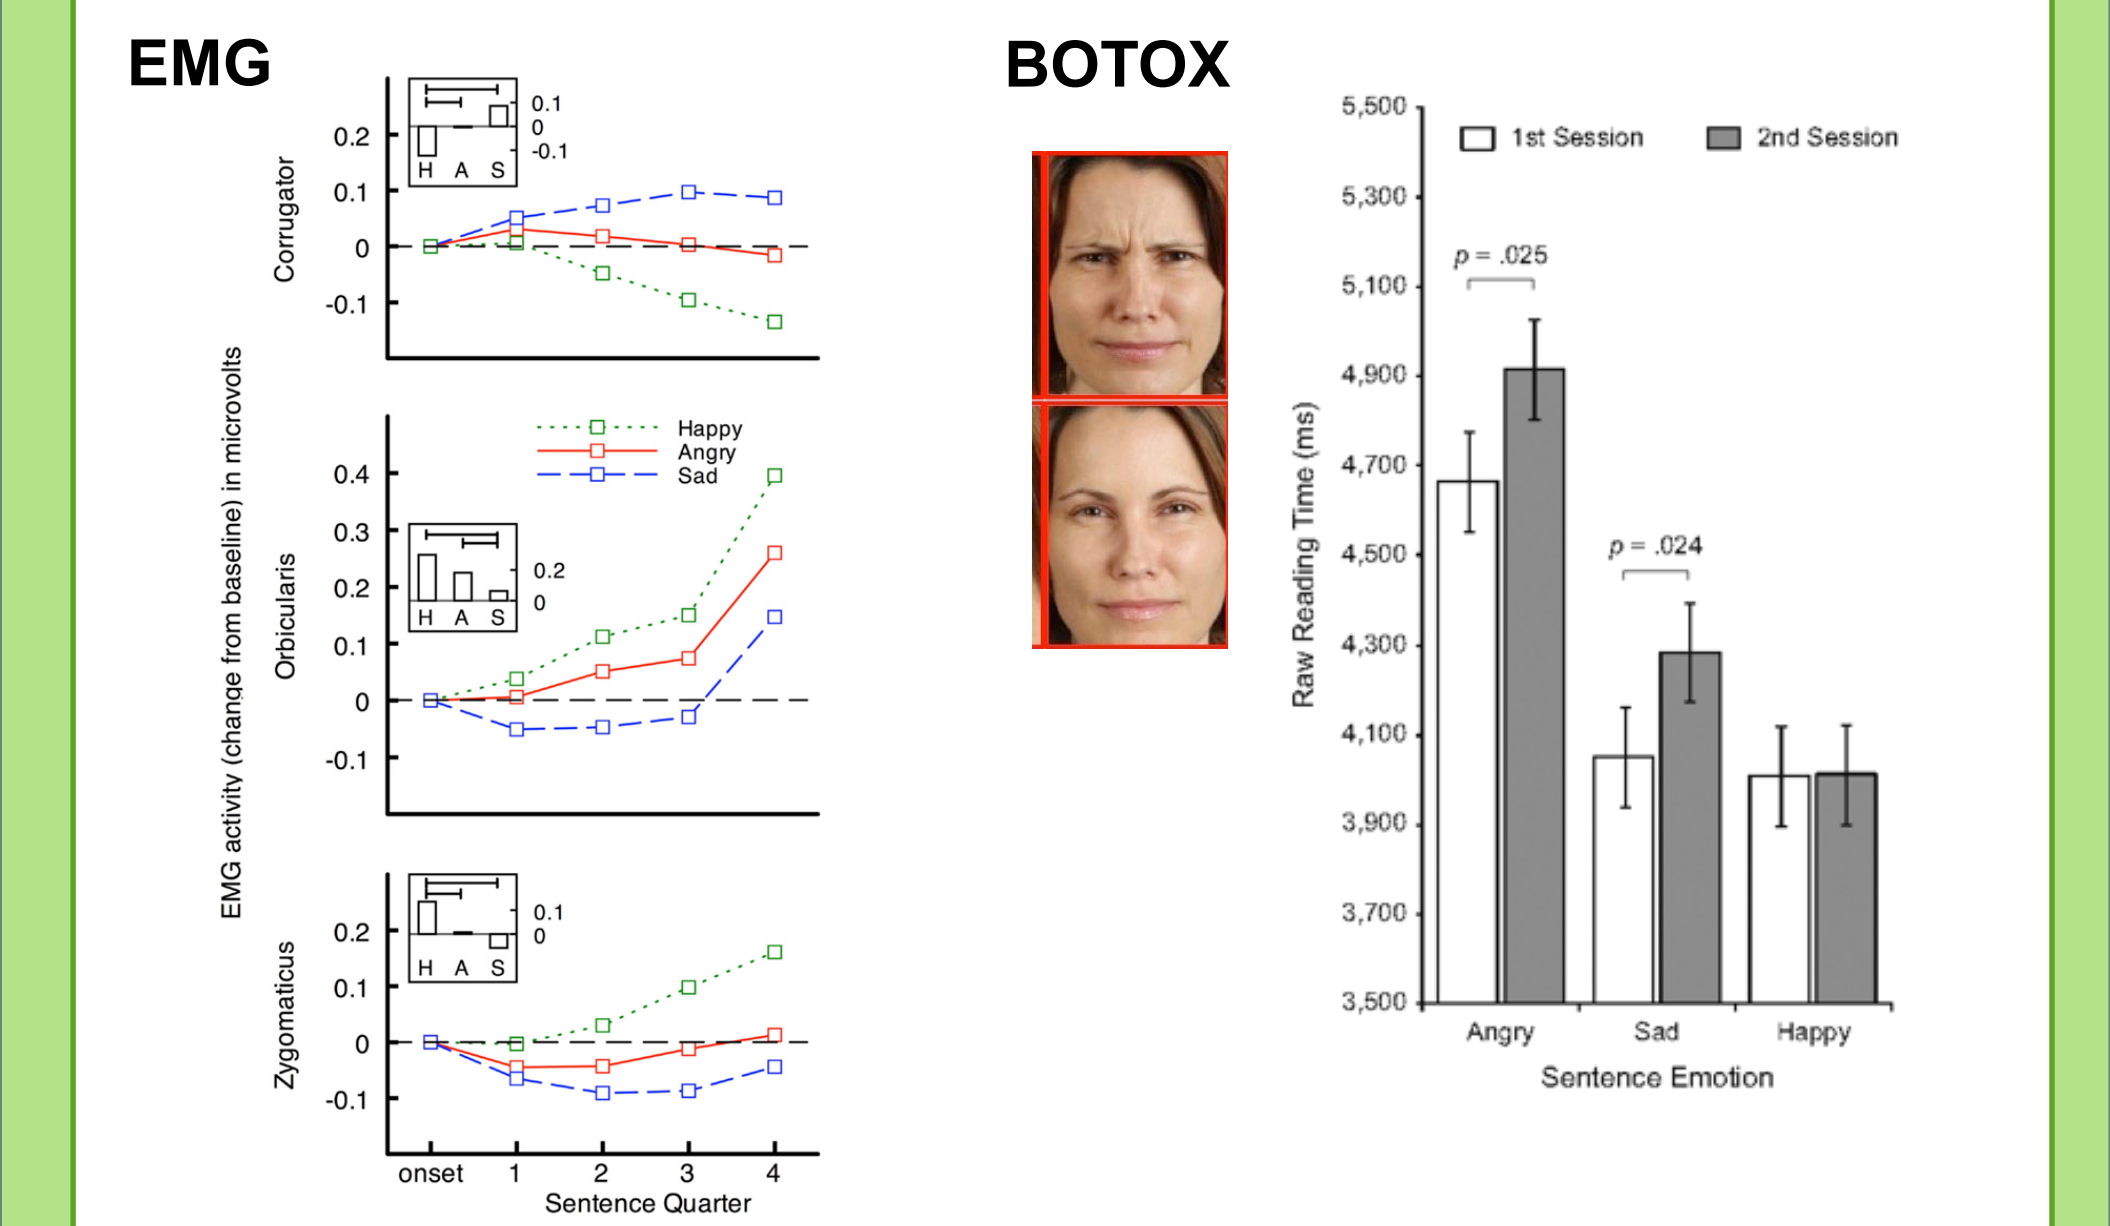 EMG
BOTOX
EMG activity (change from baseline) in microvolts
Corrugator
0.2
0.1
0
-0.1
0.1
0
-0.1
H A S
Orbicularis
Happy
Angry
Sad
0.4
0.3
0.2
0.1
0
-0.1
0.2
0
H A S
Zygomaticus
0.2
0.1
0
-0.1
0.1
0
H A S
onset 1 2 3 4
Sentence Quarter
Raw Reading Time (ms)
5,500
5,300
5,100
4,900
4,700
4,500
4,300
4,100
3,900
3,700
3,500
1st Session 2nd Session
p = .025
p = .024
Angry Sad Happy
Sentence Emotion